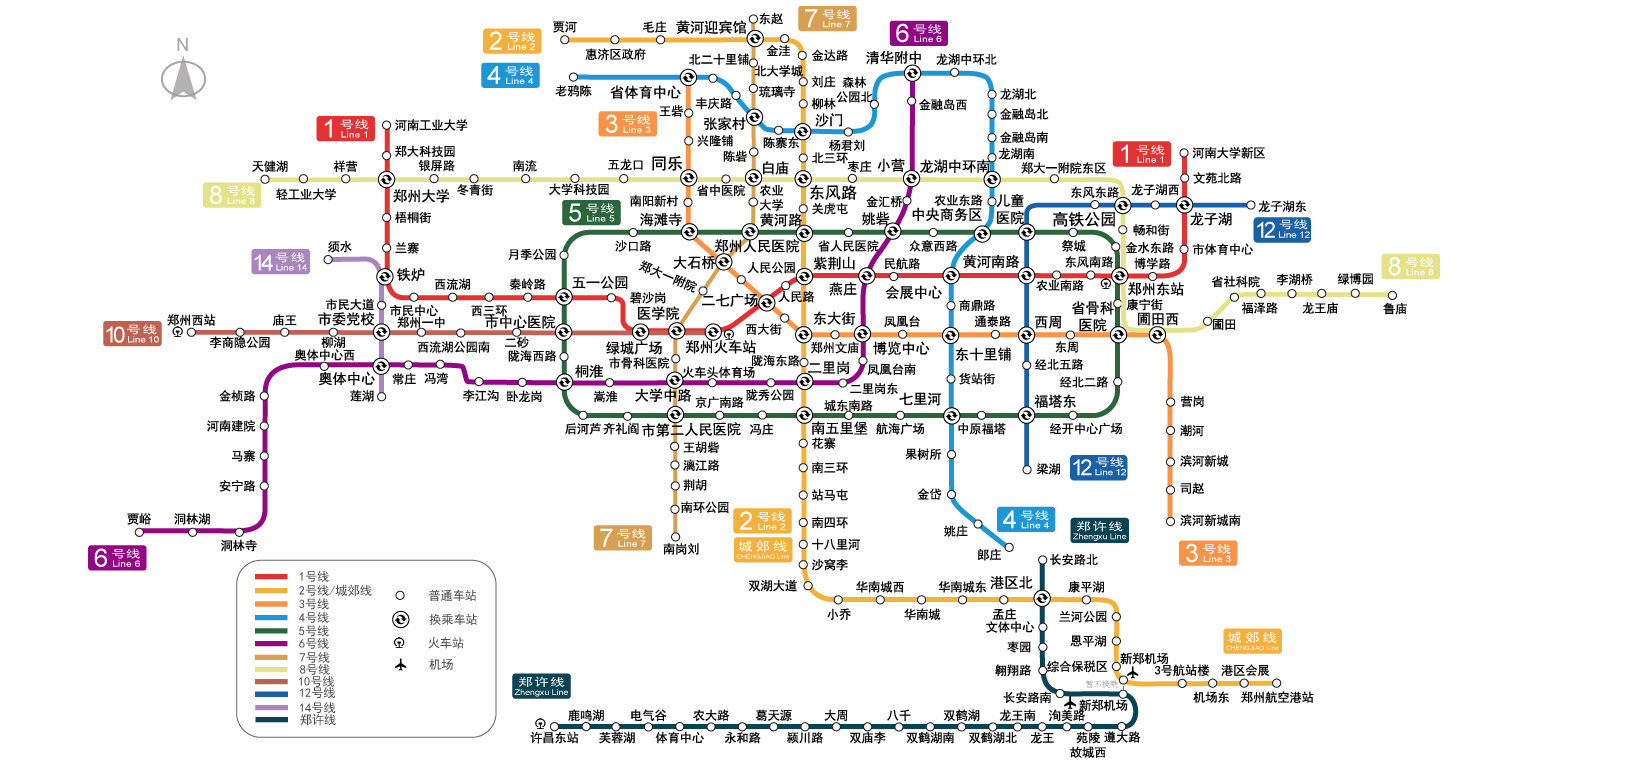 N
1 号线 Line 1
2 号线 Line 2
4 号线 Line 4
3 号线 Line 3
7 号线 Line 7
6 号线 Line 6
8 号线 Line 8
5 号线 Line 5
14 号线 Line 14
10 号线 Line 10
1 号线 Line 1
12 号线 Line 12
8 号线 Line 8
12 号线 Line 12
4 号线 Line 4
3 号线 Line 3
6 号线 Line 6
7 号线 Line 7
2 号线 Line 2
城郊线 CHENGJIAO Line
郑许线 Zhengxu Line
城郊线 CHENGJIAO Line
郑许线 Zhengxu Line
贾河
惠济区政府
毛庄
黄河迎宾馆
东赵
金洼
金达路
北二十里铺
北大学城
刘庄
琉璃寺
柳林
老鸦陈
省体育中心
王砦
丰庆路
张家村
沙门
陈寨东
杨君刘
森林
公园北
清华附中
龙湖中环北
金融岛西
龙湖北
金融岛北
金融岛南
龙湖南
兴隆铺
陈砦
北三环
同乐
白庙
枣庄
小营
龙湖中环南
郑大一附院东区
河南工业大学
郑大科技园
银屏路
天健湖
祥营
轻工业大学
郑州大学
冬青街
南流
大学科技园
五龙口
省中医院
农业
大学
东风路
关虎屯
梧桐街
兰寨
须水
铁炉
南阳新村
海滩寺
黄河路
金汇桥
姚砦
农业东路
中央商务区
儿童
医院
河南大学新区
文苑北路
龙子湖西
龙子湖东
东风东路
高铁公园
龙子湖
畅和街
祭城
金水东路
市体育中心
博学路
月季公园
沙口路
郑州人民医院
省人民医院
众意西路
大石桥
郑大一附院
人民公园
紫荆山
民航路
燕庄
会展中心
黄河南路
东风南路
农业南路
郑州东站
康宁街
省社科院
李湖桥
绿博园
福泽路
龙王庙
鲁庙
圃田
圃田西
西流湖
秦岭路
五一公园
碧沙岗
医学院
二七广场
人民路
市民大道
市民中心
西三环
市委党校
郑州一中
市中心医院
郑州西站
庙王
李商隐公园
柳湖
西流湖公园南
二砂
陇海西路
绿城广场
市骨科医院
郑州火车站
西大街
东大街
郑州文庙
凤凰台
博览中心
商鼎路
通泰路
东十里铺
西周
东周
省骨科
医院
奥体中心西
奥体中心
常庄
冯湾
莲湖
李江沟
卧龙岗
桐淮
嵩淮
火车头体育场
大学中路
陇海东路
陇秀公园
二里岗
凤凰台南
二里岗东
货站街
七里河
经北五路
经北二路
福塔东
经开中心广场
金桢路
河南建院
马寨
安宁路
贾峪
洞林湖
洞林寺
后河芦
齐礼阎
市第二人民医院
京广南路
冯庄
南五里堡
城东南路
航海广场
中原福塔
王胡砦
漓江路
荆胡
南环公园
南岗刘
花寨
南三环
站马屯
南四环
十八里河
沙窝李
双湖大道
果树所
金岱
姚庄
郎庄
梁湖
营岗
潮河
滨河新城
司赵
滨河新城南
小乔
华南城西
华南城
华南城东
孟庄
港区北
长安路北
康平湖
兰河公园
恩平湖
综合保税区
新郑机场
暂不换乘
3号航站楼
机场东
港区会展
郑州航空港站
文体中心
枣园
翱翔路
长安路南
新郑机场
许昌东站
鹿鸣湖
芙蓉湖
电气谷
体育中心
农大路
永和路
葛天源
颍川路
大周
双庙李
八千
双鹤湖南
双鹤湖
双鹤湖北
龙王南
龙王
洵美路
苑陵
故城西
遵大路
1号线
2号线/城郊线
3号线
4号线
5号线
6号线
7号线
8号线
10号线
12号线
14号线
郑许线
普通车站
换乘车站
火车站
机场